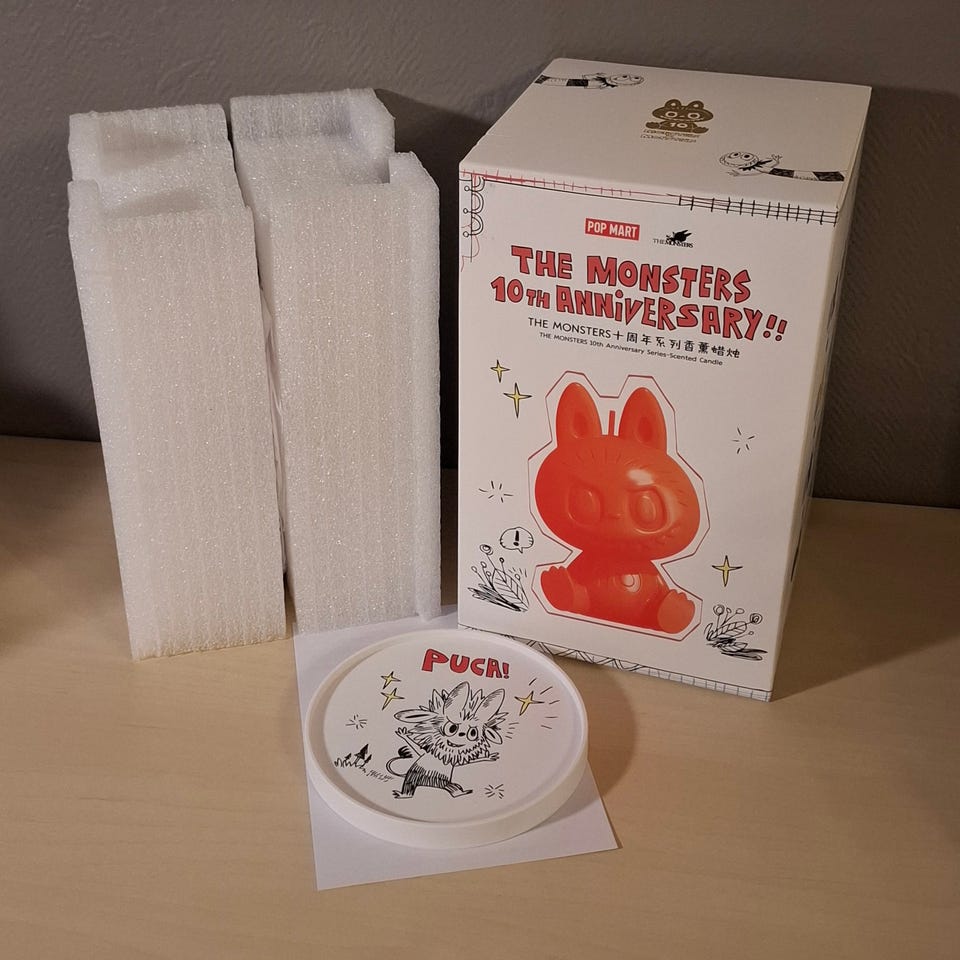 POP MART
THE MONSTERS
THE MONSTERS
10TH ANNIVERSARY!!
THE MONSTERS十周年系列香薰蜡烛
THE MONSTERS 10th Anniversary Series-Scented Candle
!
PUCA!
10